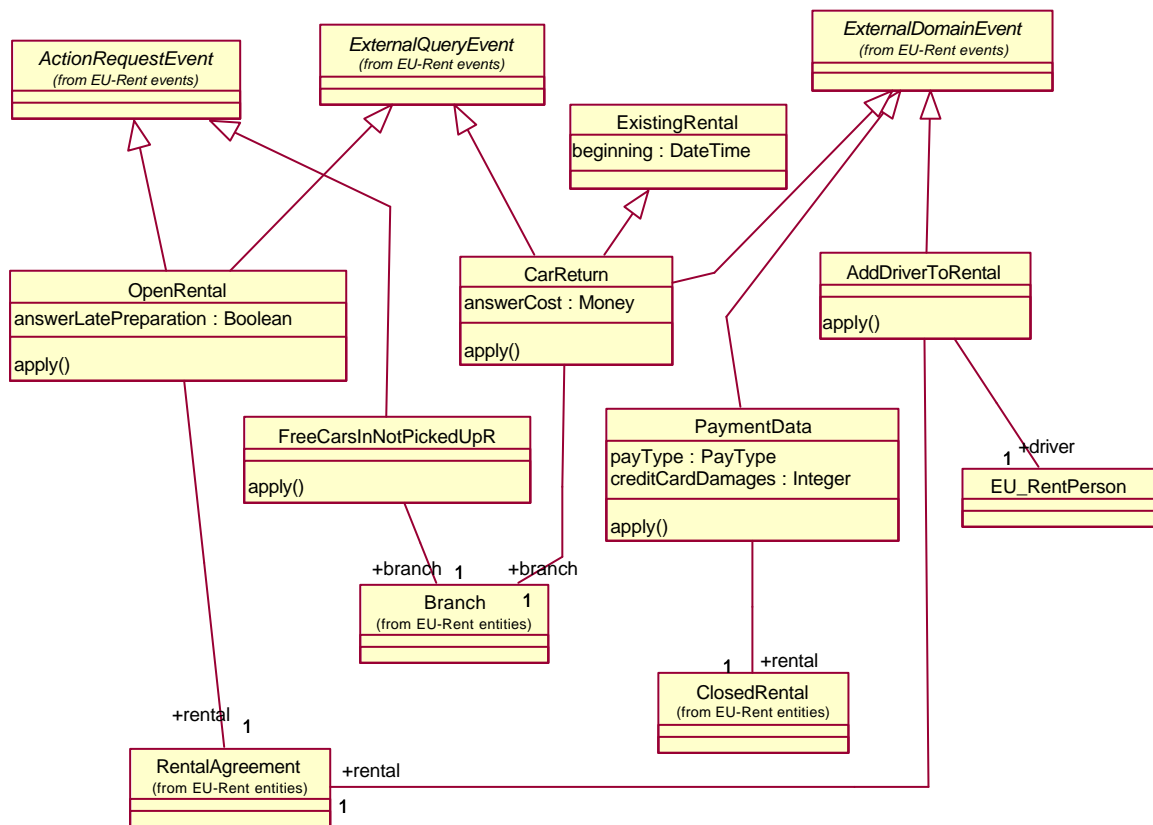 ActionRequestEvent
(from EU-Rent events)
ExternalQueryEvent
(from EU-Rent events)
ExternalDomainEvent
(from EU-Rent events)
ExistingRental
beginning : DateTime
OpenRental
answerLatePreparation : Boolean
apply()
CarReturn
answerCost : Money
apply()
AddDriverToRental
apply()
FreeCarsInNotPickedUpR
apply()
PaymentData
payType : PayType
creditCardDamages : Integer
apply()
+driver
1
EU_RentPerson
+branch
1
+branch
1
Branch
(from EU-Rent entities)
1
+rental
ClosedRental
(from EU-Rent entities)
+rental
1
RentalAgreement
(from EU-Rent entities)
+rental
1